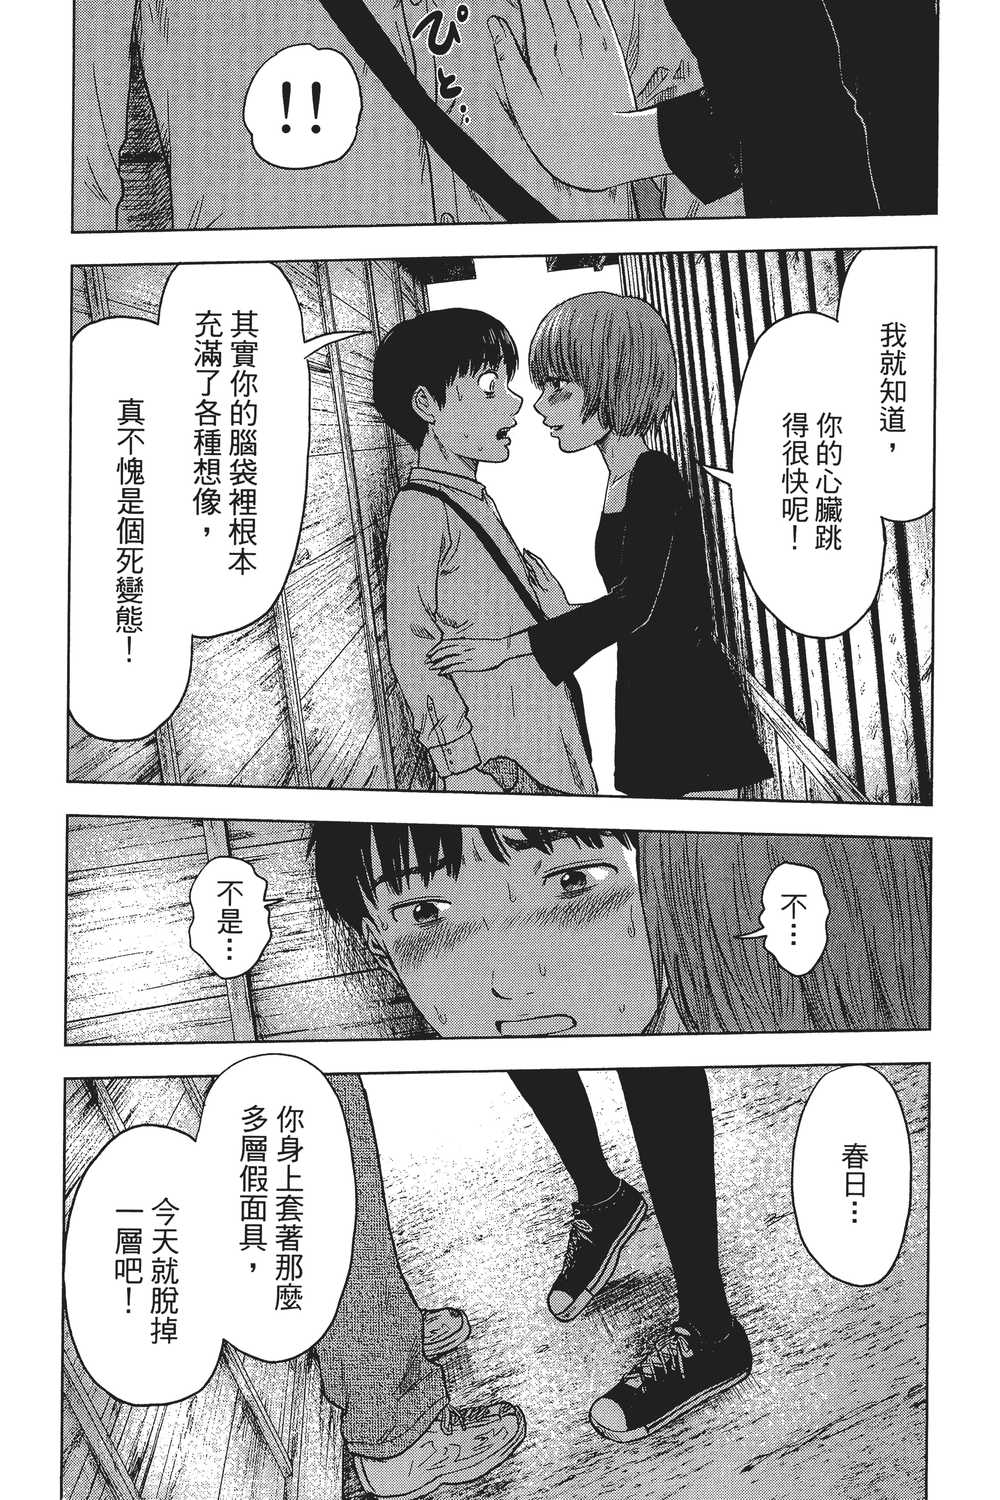 ぴと…
!!
我就知道，
你的心臟跳
得很快呢！
其實你的腦袋裡根本
充滿了各種想像，
真不愧是個死變態！
不…
不是…
春日…
你身上套著那麼
多層假面具，
今天就脫掉
一層吧！